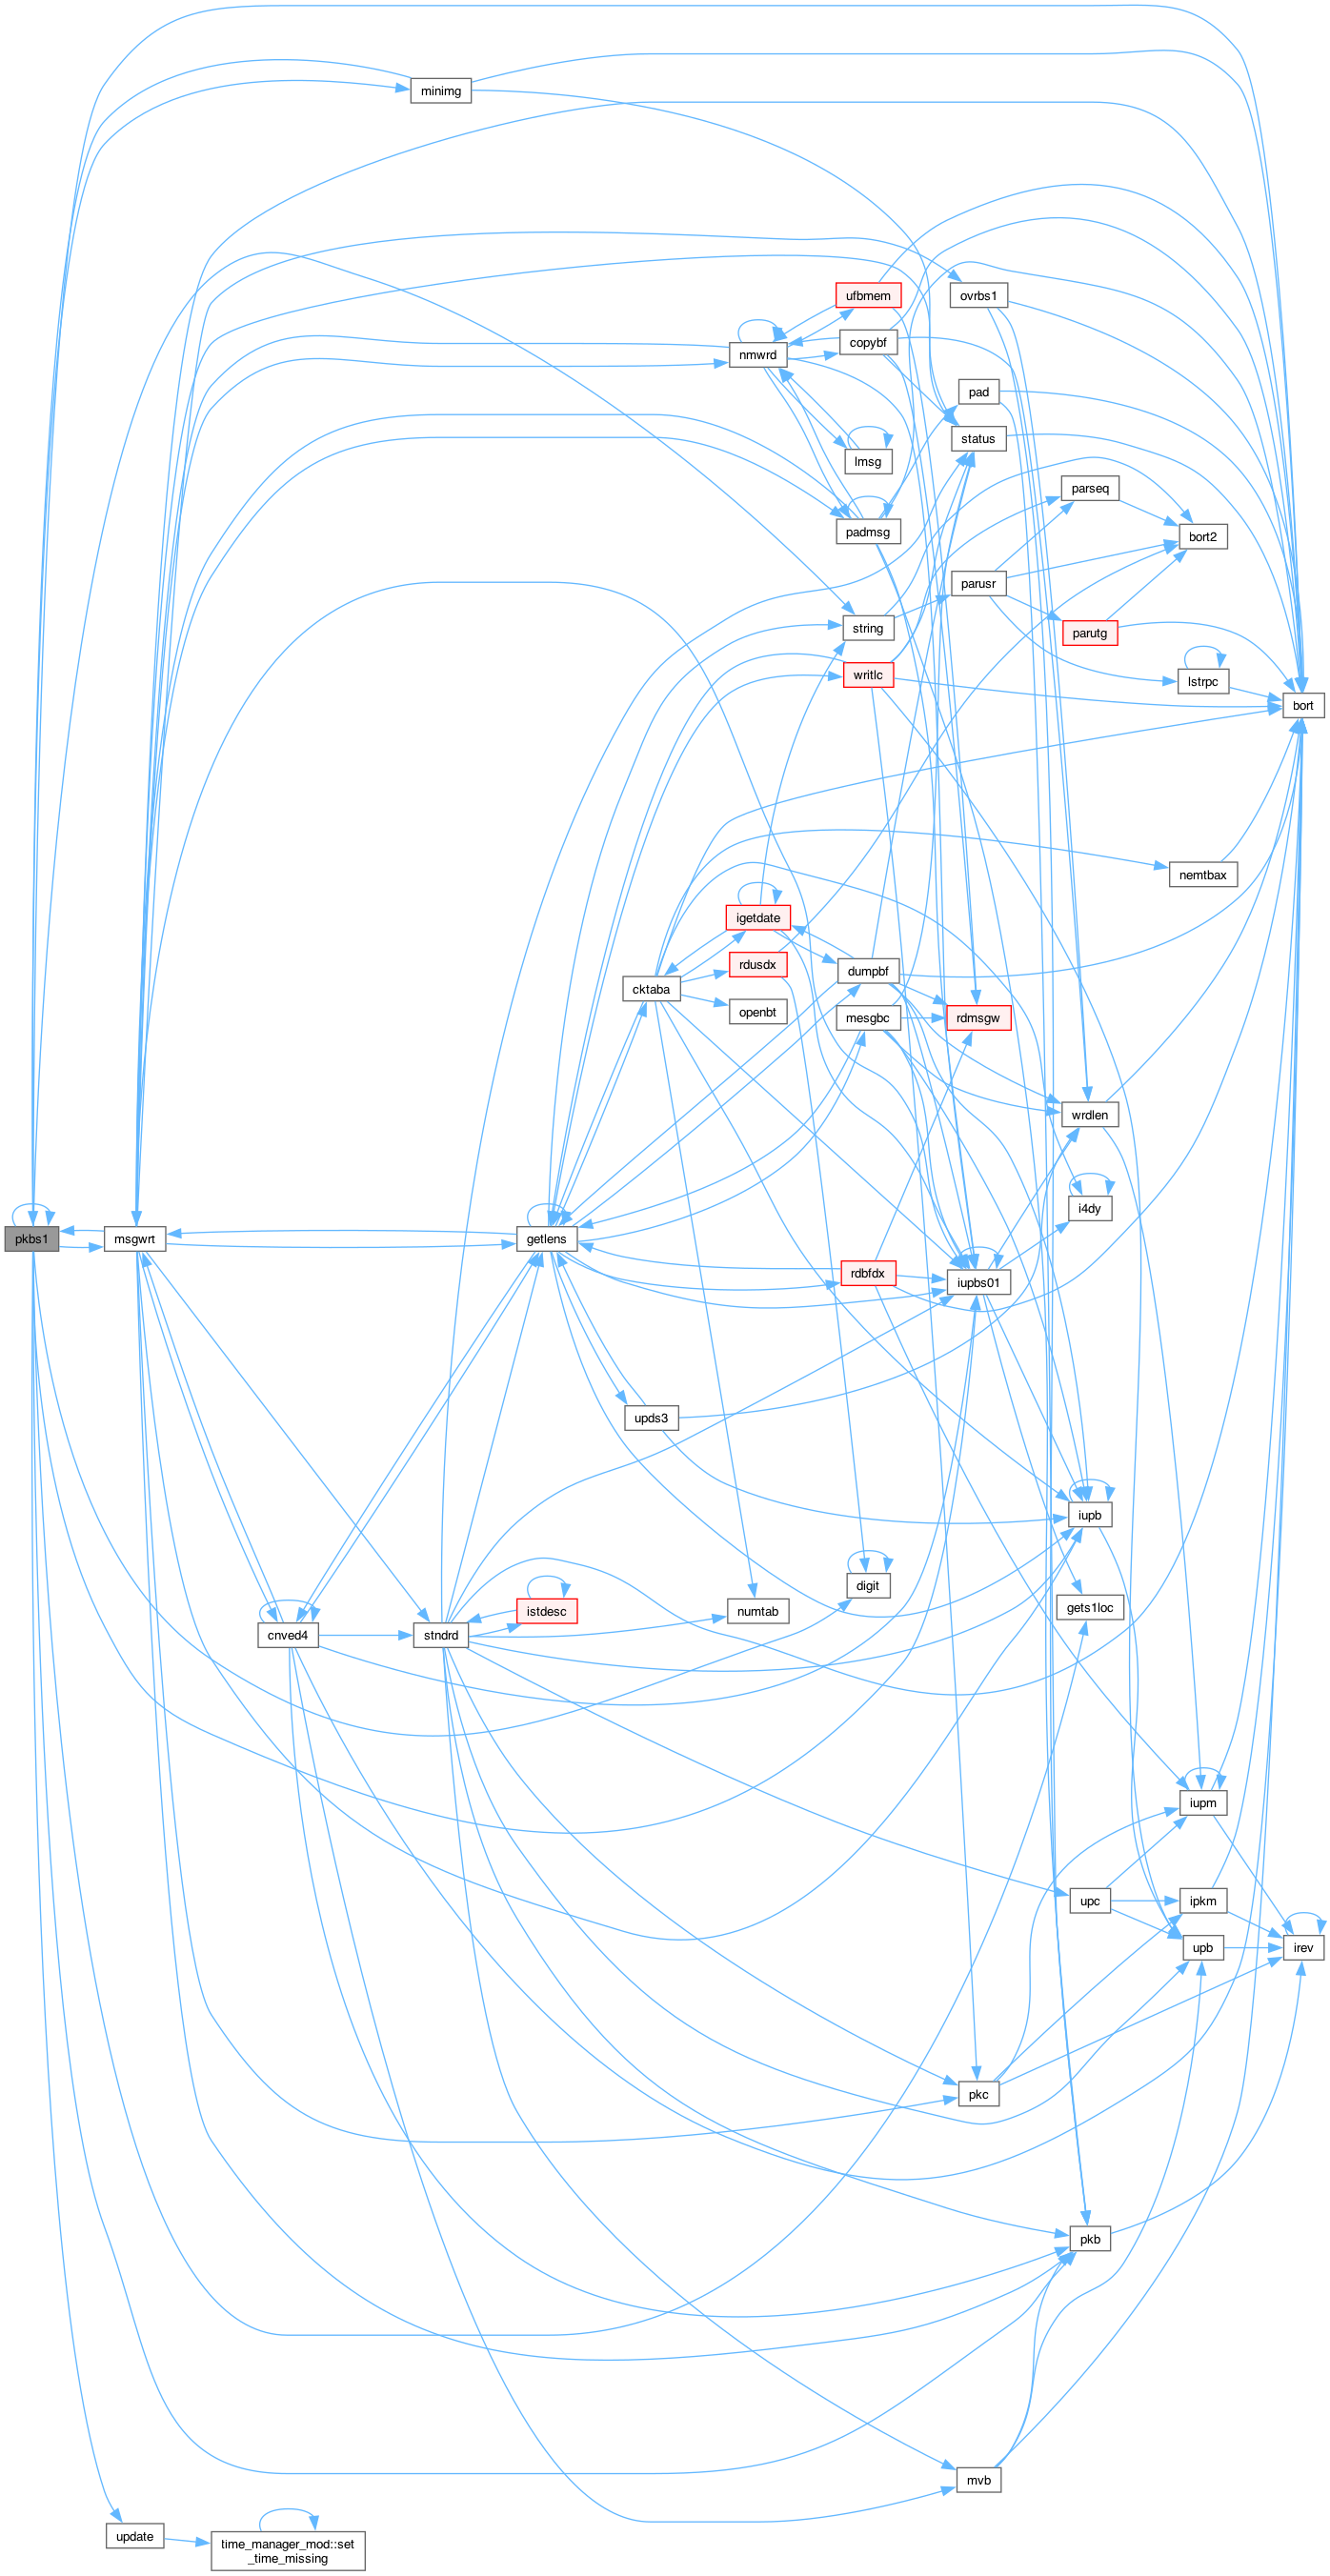 minimg
ufbmem
ovrbs1
copybf
nmwrd
pad
status
lmsg
parseq
padmsg
bort2
parusr
string
parutg
writlc
lstrpc
bort
nemtbax
igetdate
rdusdx
dumpbf
cktaba
openbt
mesgbc
rdmsgw
wrdlen
i4dy
pkbs1
msgwrt
getlens
rdbfdx
iupbs01
upds3
iupb
digit
istdesc
numtab
gets1loc
cnved4
stndrd
iupm
upc
ipkm
upb
irev
pkc
pkb
mvb
update
time_manager_mod::set
_time_missing